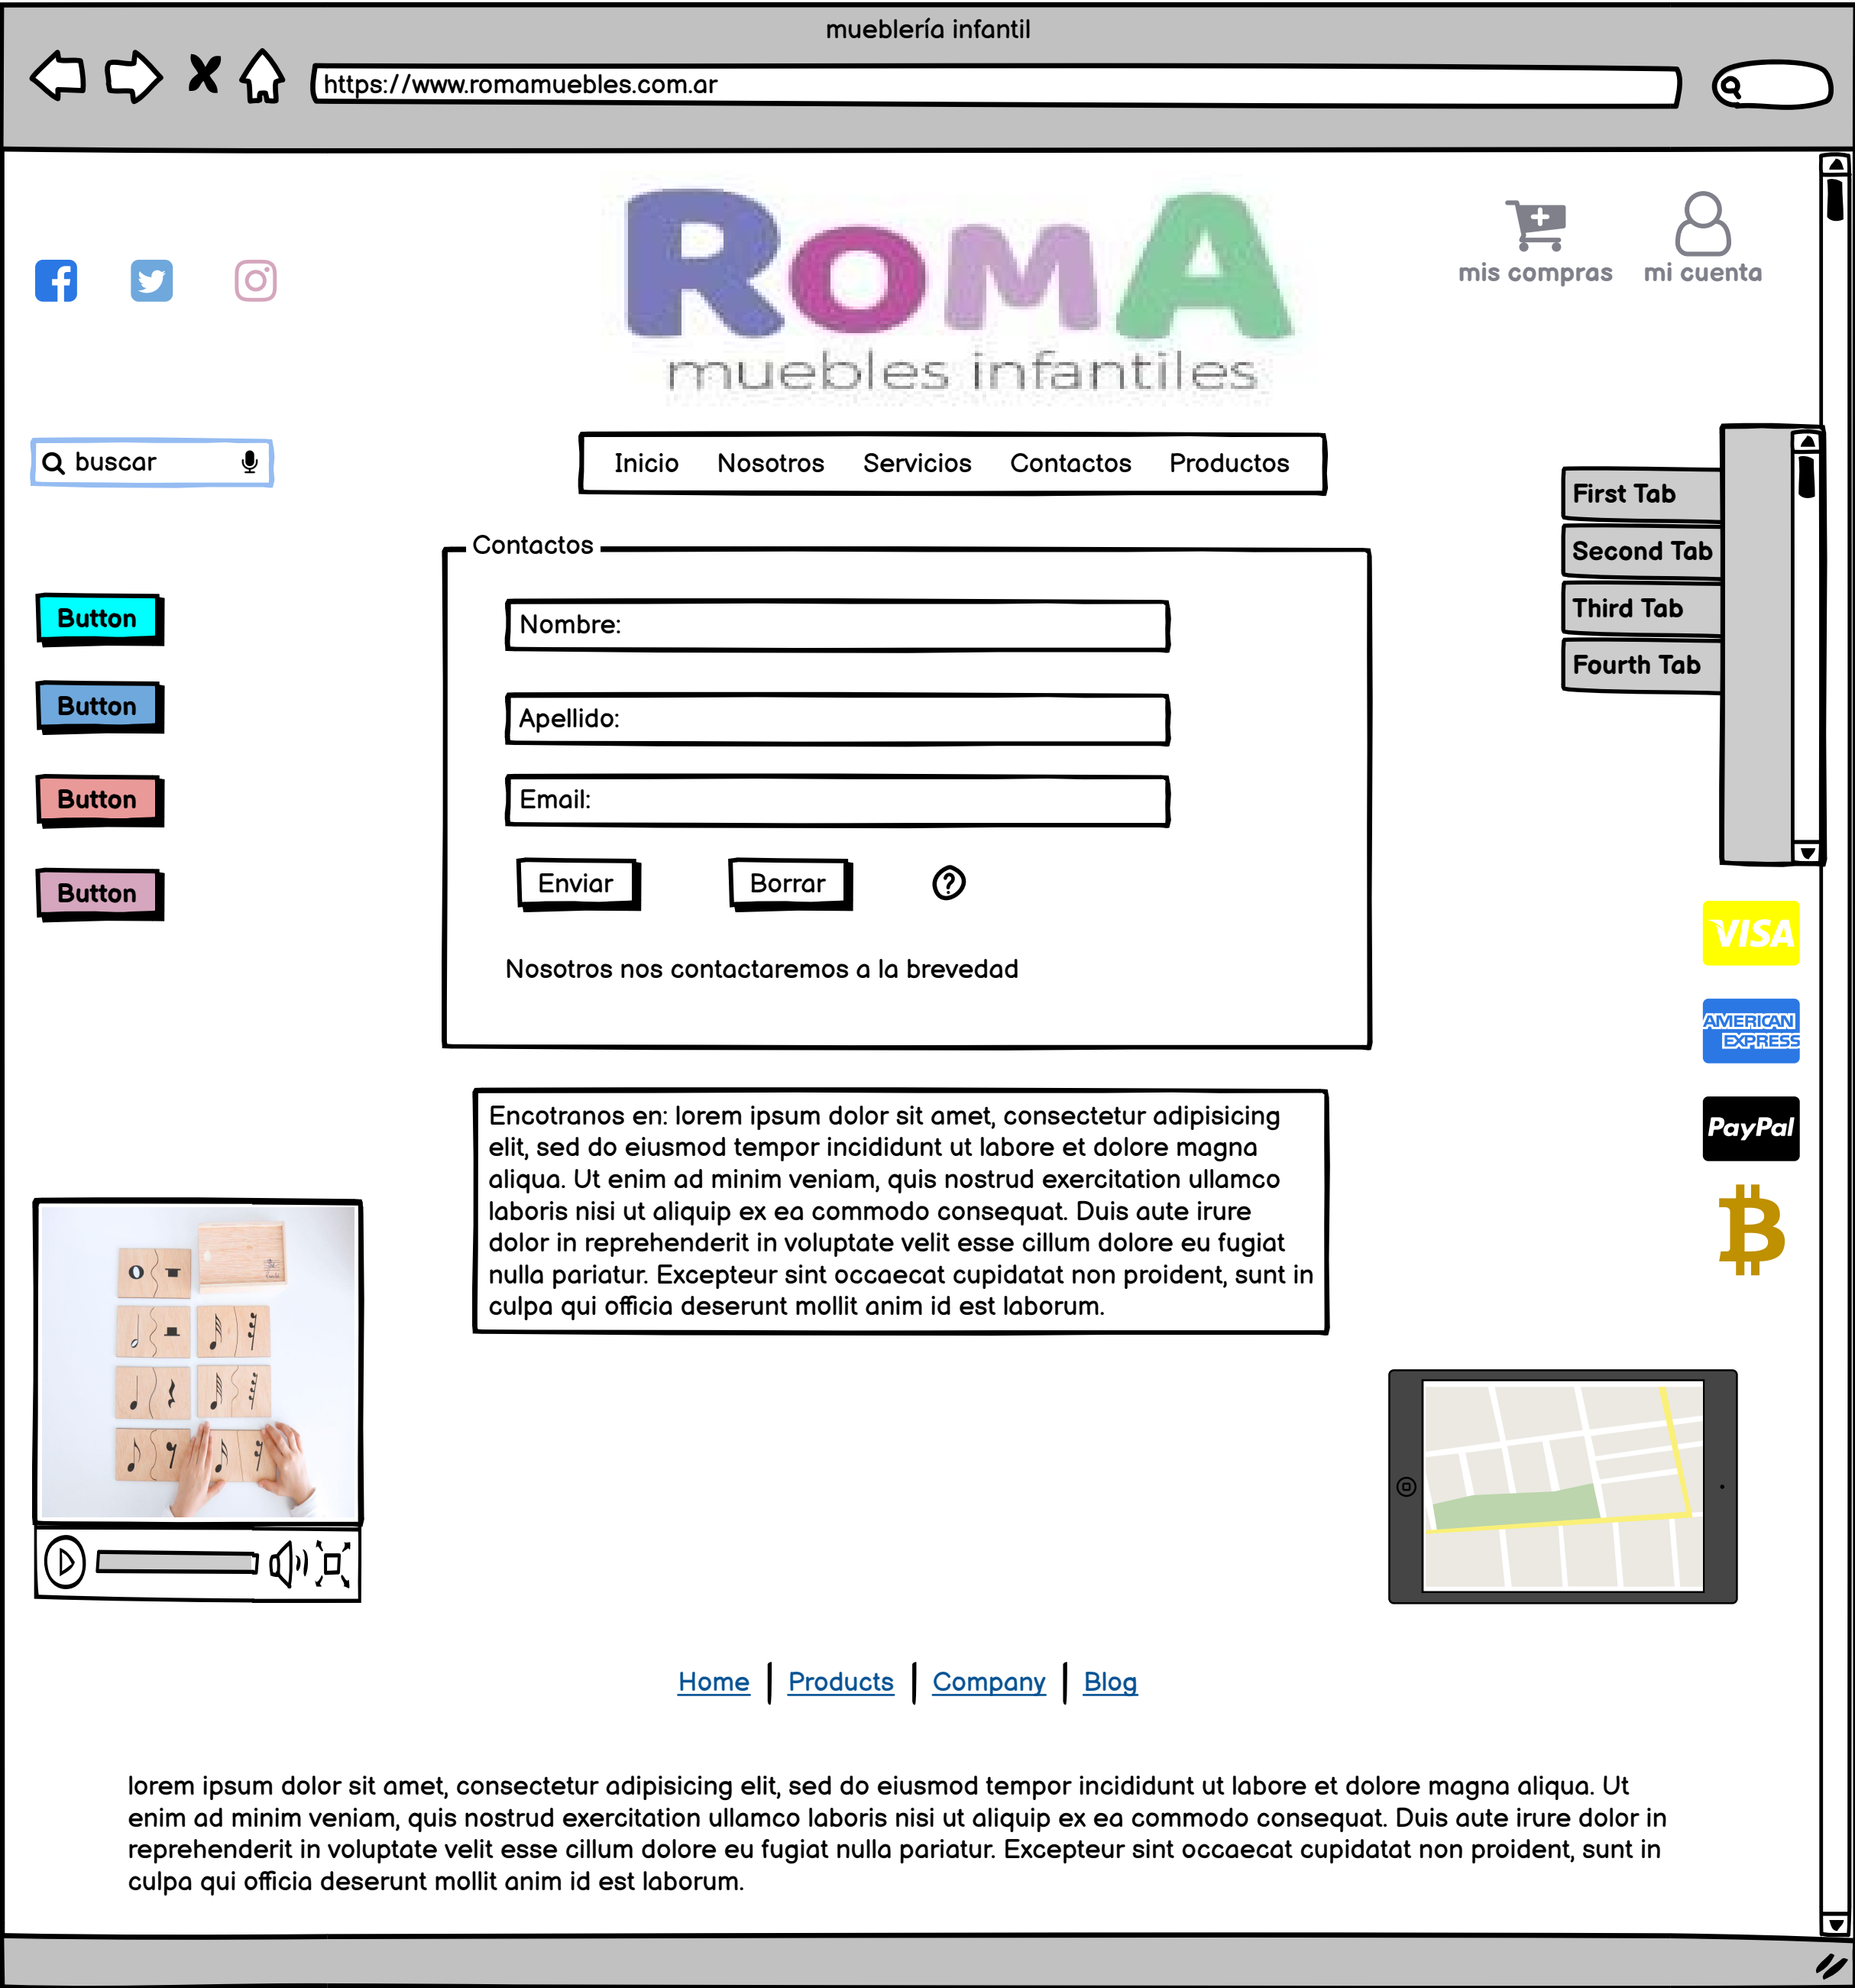 mueblería infantil
https://www.romamuebles.com.ar
RomA
muebles infantiles
mis compras
mi cuenta
buscar
Inicio Nosotros Servicios Contactos Productos
First Tab
Second Tab
Third Tab
Fourth Tab
Button
Button
Button
Button
Contactos
Nombre:
Apellido:
Email:
Enviar
Borrar
?
Nosotros nos contactaremos a la brevedad
VISA
AMERICAN
EXPRESS
PayPal
Encotranos en: lorem ipsum dolor sit amet, consectetur adipisicing
elit, sed do eiusmod tempor incididunt ut labore et dolore magna
aliqua. Ut enim ad minim veniam, quis nostrud exercitation ullamco
laboris nisi ut aliquip ex ea commodo consequat. Duis aute irure
dolor in reprehenderit in voluptate velit esse cillum dolore eu fugiat
nulla pariatur. Excepteur sint occaecat cupidatat non proident, sunt in
culpa qui officia deserunt mollit anim id est laborum.
Home | Products | Company | Blog
lorem ipsum dolor sit amet, consectetur adipisicing elit, sed do eiusmod tempor incididunt ut labore et dolore magna aliqua. Ut
enim ad minim veniam, quis nostrud exercitation ullamco laboris nisi ut aliquip ex ea commodo consequat. Duis aute irure dolor in
reprehenderit in voluptate velit esse cillum dolore eu fugiat nulla pariatur. Excepteur sint occaecat cupidatat non proident, sunt in
culpa qui officia deserunt mollit anim id est laborum.